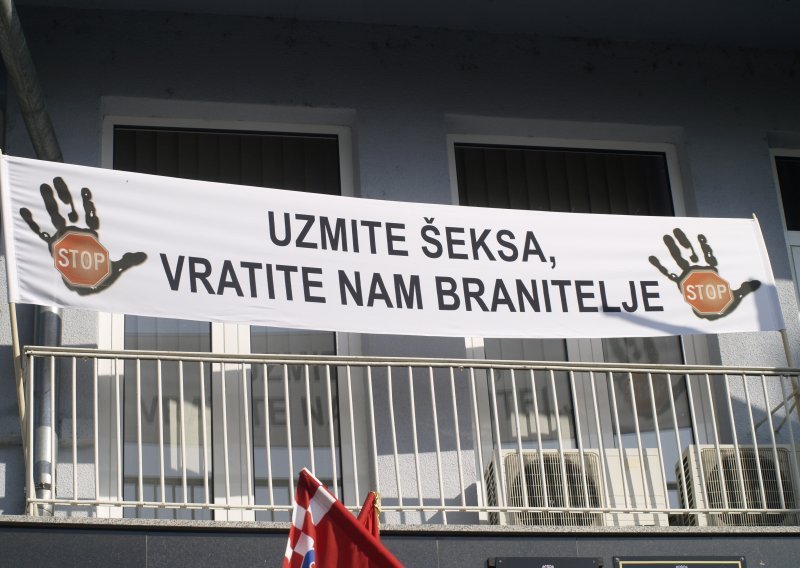 UZMITE ŠEKSA,
VRATITE NAM BRANITELJE
STOP
STOP